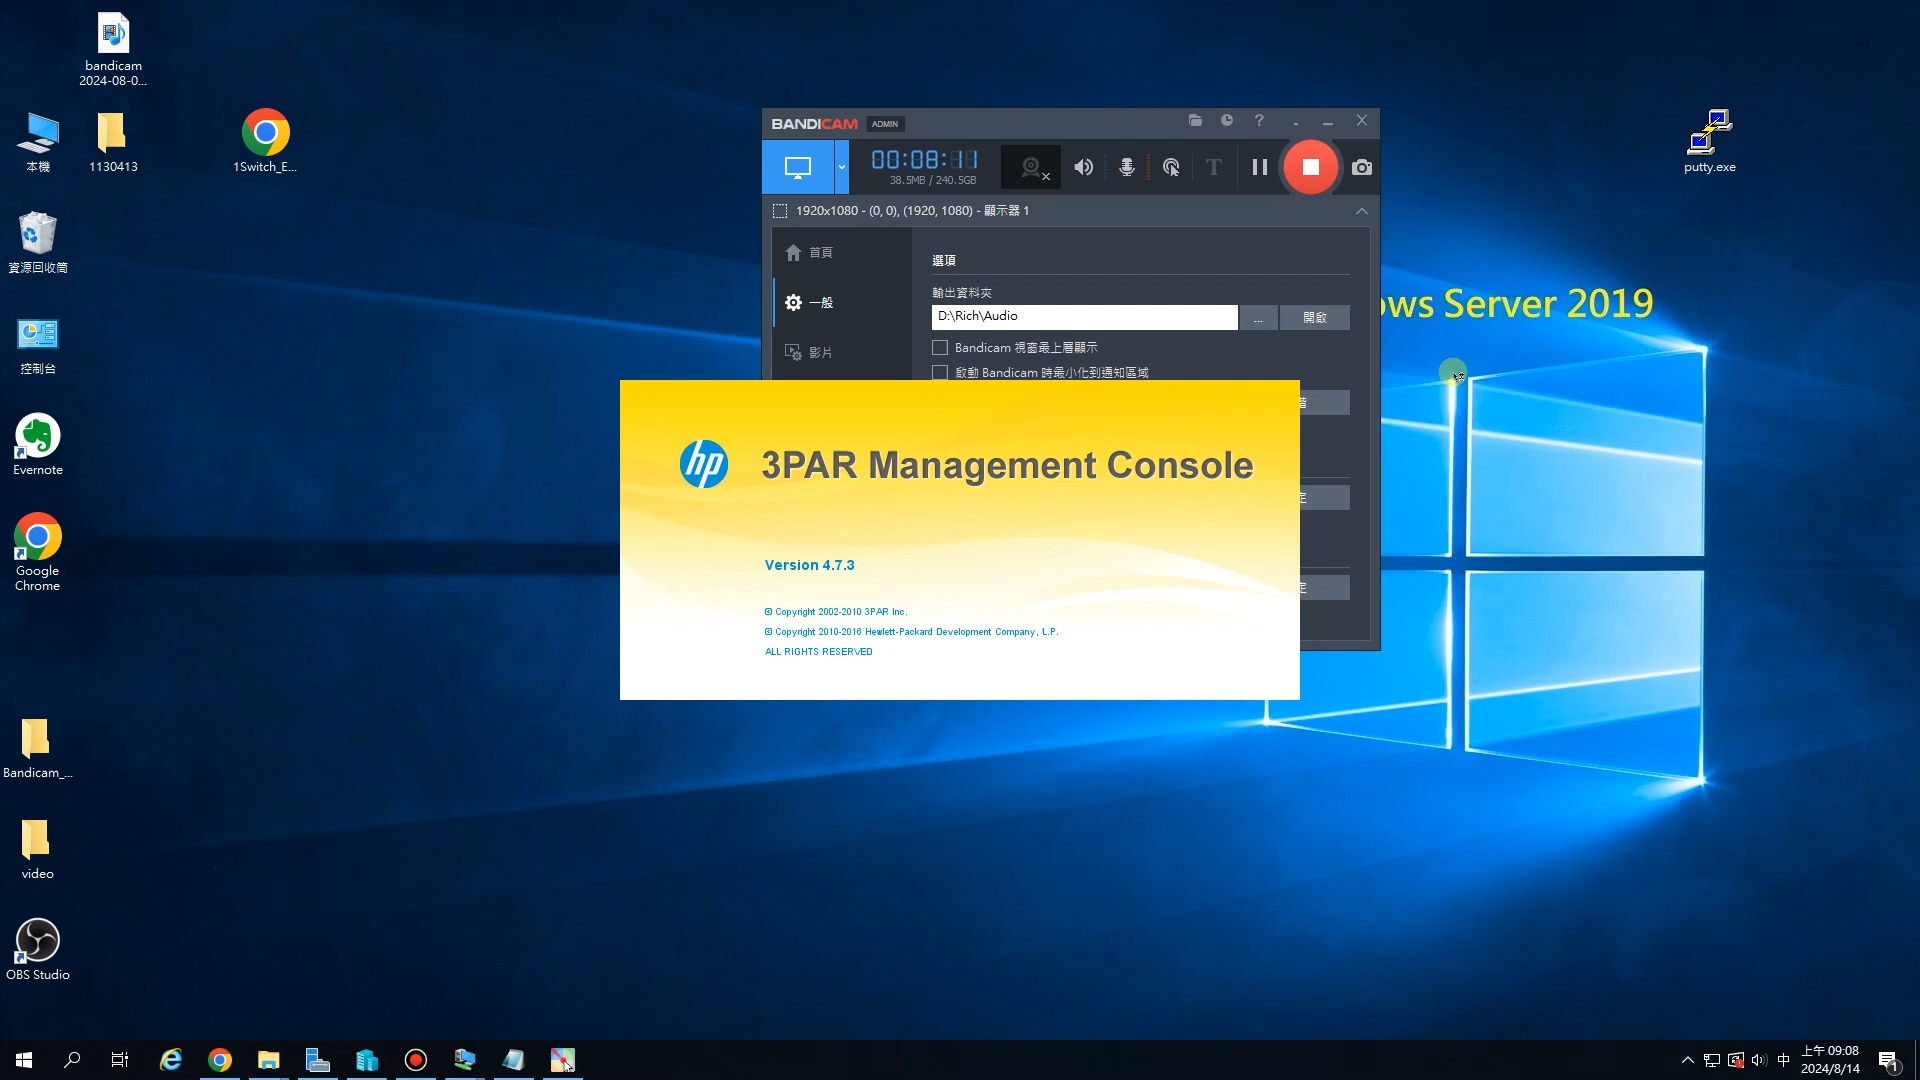 bandicam
2024-08-0...
本機
1130413
1Switch_E...
資源回收筒
控制台
Evernote
Google
Chrome
Bandicam_...
video
OBS Studio
putty.exe
ows Server 2019
BANDICAM ADMIN
00:08:11
38.5MB / 240.5GB
1920x1080 - (0, 0), (1920, 1080) - 顯示器 1
首頁
一般
影片
選項
輸出資料夾
D:\Rich\Audio
...
開啟
Bandicam 視窗最上層顯示
啟動 Bandicam 時最小化到通知區域
hp
3PAR Management Console
Version 4.7.3
© Copyright 2002-2010 3PAR Inc.
© Copyright 2010-2016 Hewlett-Packard Development Company, L.P.
ALL RIGHTS RESERVED
中
上午 09:08
2024/8/14
1